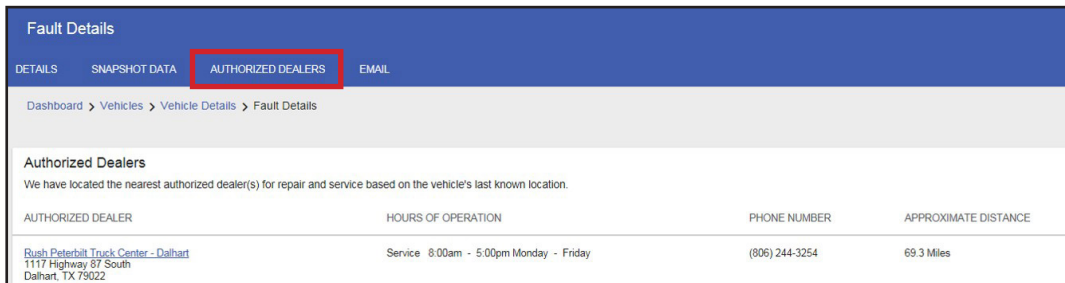 Fault Details
DETAILS SNAPSHOT DATA AUTHORIZED DEALERS EMAIL
Dashboard > Vehicles > Vehicle Details > Fault Details
Authorized Dealers
We have located the nearest authorized dealer(s) for repair and service based on the vehicle's last known location.
AUTHORIZED DEALER HOURS OF OPERATION PHONE NUMBER APPROXIMATE DISTANCE
Rush Peterbilt Truck Center - Dalhart Service 8:00am - 5:00pm Monday - Friday (806) 244-3254 69.3 Miles
1117 Highway 87 South
Dalhart, TX 79022